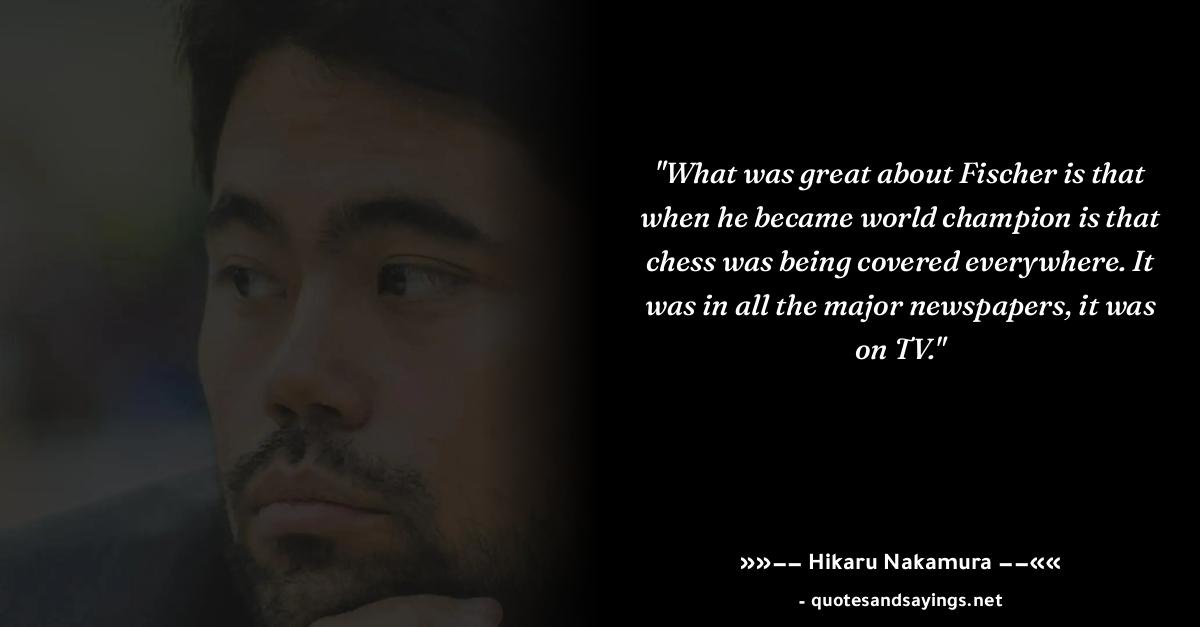 "What was great about Fischer is that
when he became world champion is that
chess was being covered everywhere. It
was in all the major newspapers, it was
on TV."
»»–– Hikaru Nakamura ––««
- quotesandsayings.net